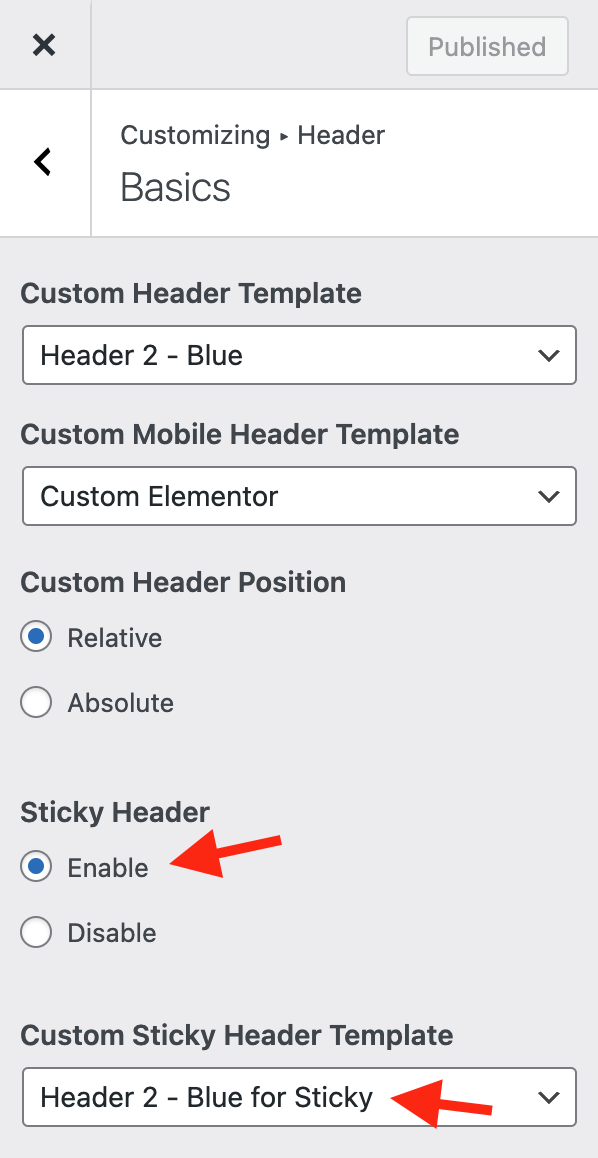 Published
Customizing ▸ Header
Basics
Custom Header Template
Header 2 - Blue
Custom Mobile Header Template
Custom Elementor
Custom Header Position
Relative
Absolute
Sticky Header
Enable
Disable
Custom Sticky Header Template
Header 2 - Blue for Sticky